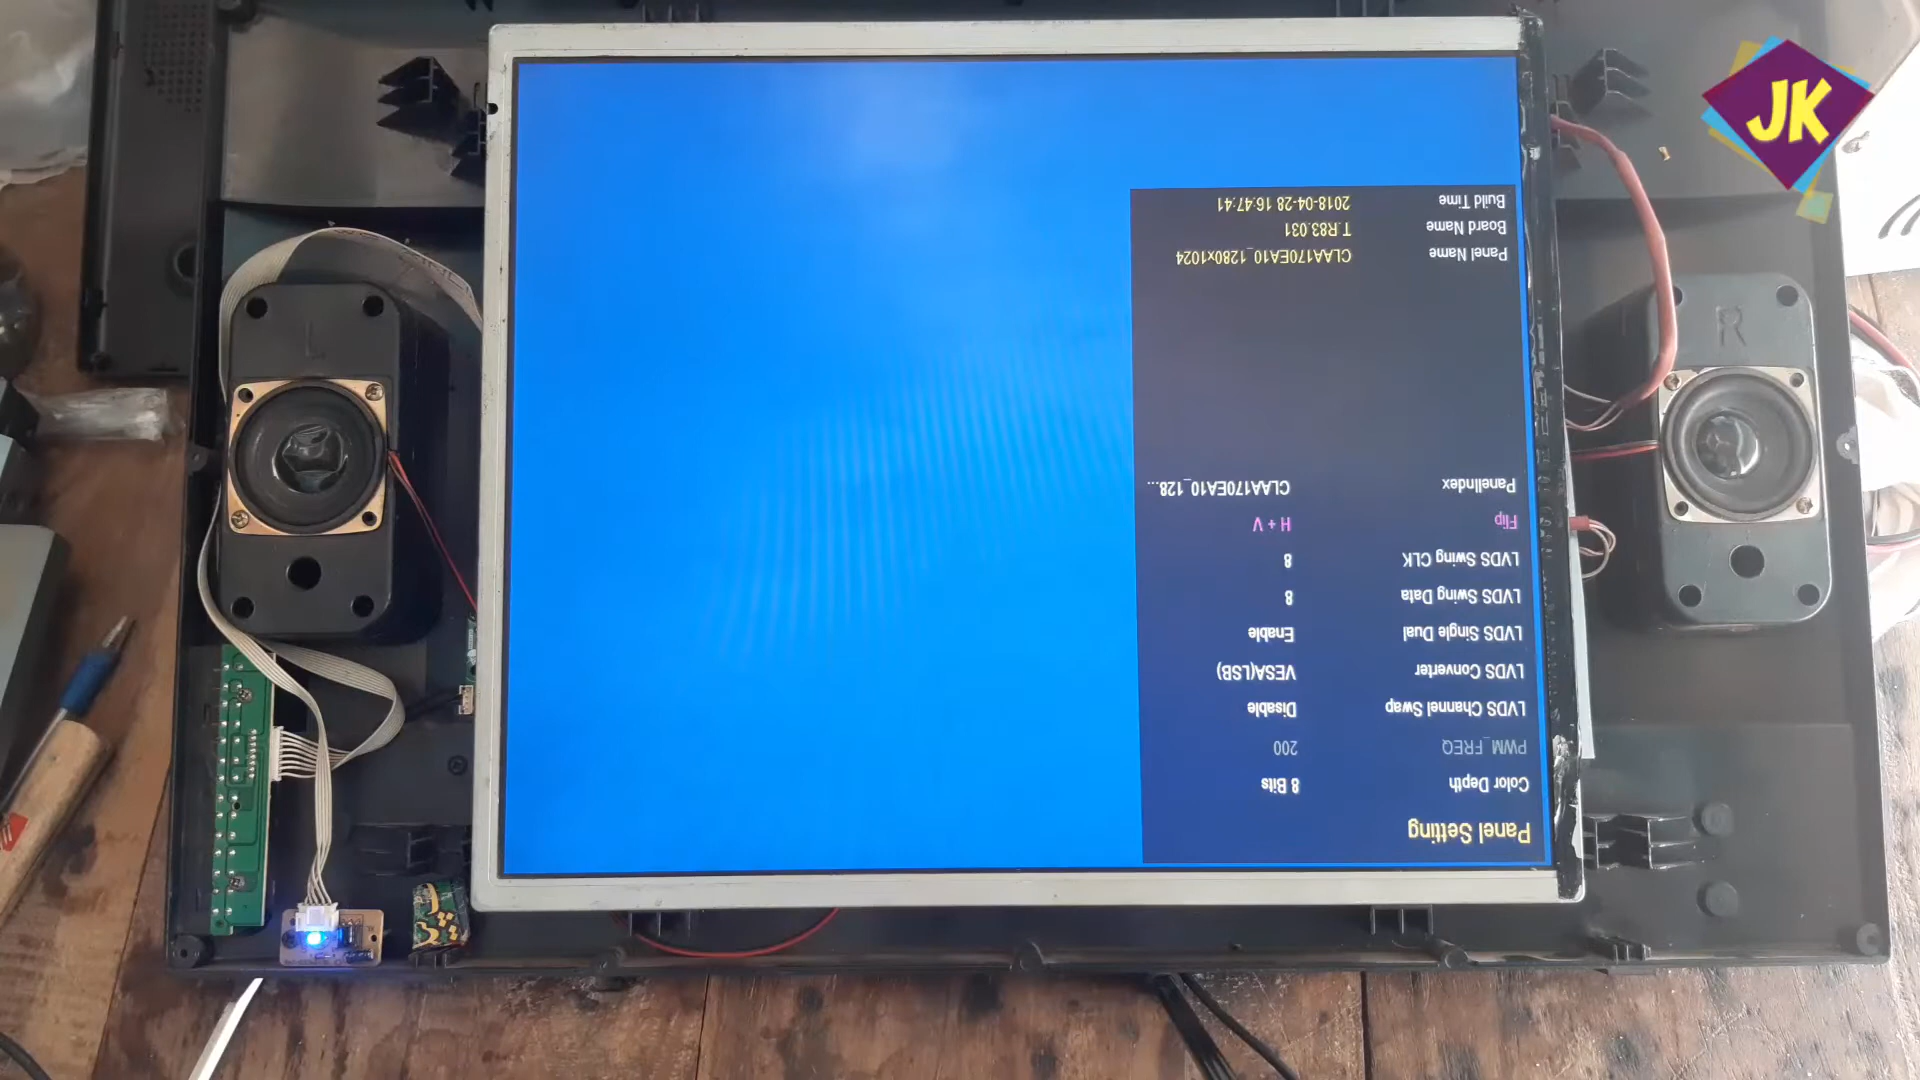 JK
Panel Setting
Color Depth 8 Bits
PWM_FREQ 200
LVDS Channel Swap Disable
LVDS Converter VESA(LSB)
LVDS Single Dual Enable
LVDS Swing Data 8
LVDS Swing CLK 8
Flip H + V
PanelIndex CLAA170EA10_128...
Panel Name CLAA170EA10_1280x1024
Board Name T.R83.031
Build Time 2018-04-28 16:47:41
L
R